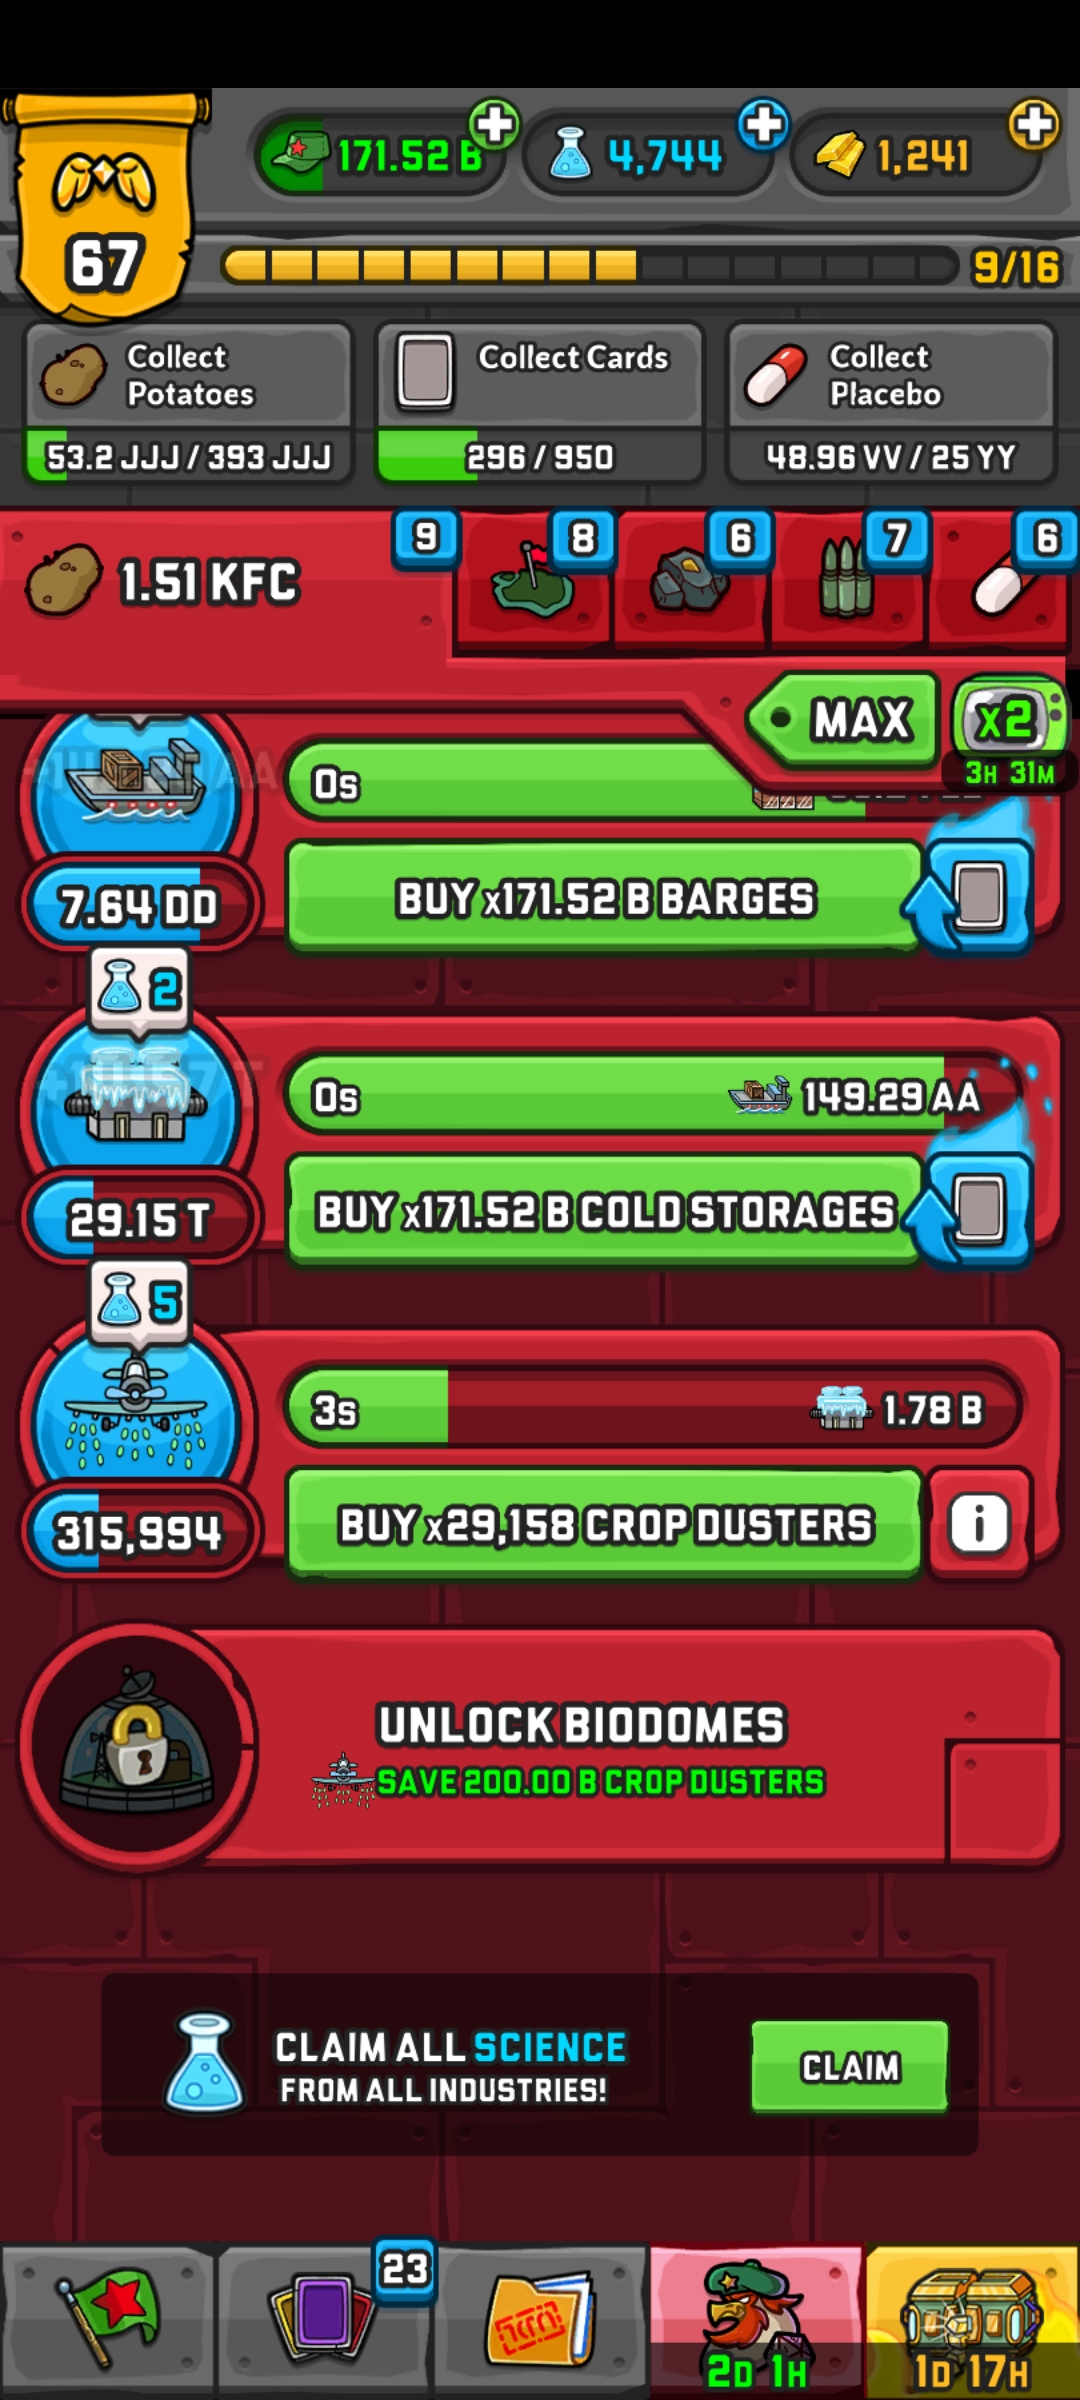 171.52 B
4,744
1,241
67
9/16
Collect
Potatoes
53.2 JJJ / 393 JJJ
Collect Cards
296 / 950
Collect
Placebo
48.96 VV / 25 YY
1.51 KFC
9
8
6
7
6
MAX
x2
3H 31M
0s
7.64 DD
BUY x171.52 B BARGES
2
0s
149.29 AA
29.15 T
BUY x171.52 B COLD STORAGES
5
3s
1.78 B
315,994
BUY x29,158 CROP DUSTERS
i
UNLOCK BIODOMES
SAVE 200.00 B CROP DUSTERS
CLAIM ALL SCIENCE
FROM ALL INDUSTRIES!
CLAIM
23
2D 1H
1D 17H